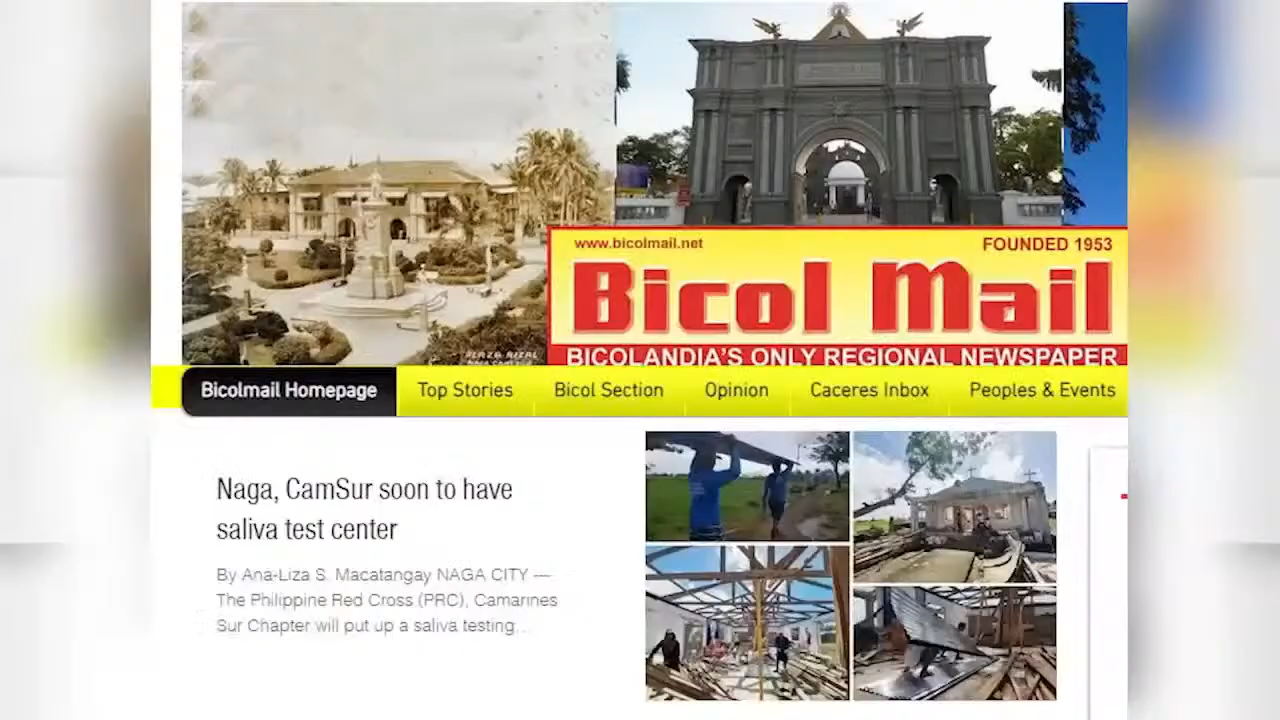 PLAZA RIZAL
www.bicolmail.net
FOUNDED 1953
Bicol Mail
BICOLANDIA'S ONLY REGIONAL NEWSPAPER
Bicolmail Homepage
Top Stories
Bicol Section
Opinion
Caceres Inbox
Peoples & Events
Naga, CamSur soon to have
saliva test center
By Ana-Liza S. Macatangay NAGA CITY —
The Philippine Red Cross (PRC), Camarines
Sur Chapter will put up a saliva testing...